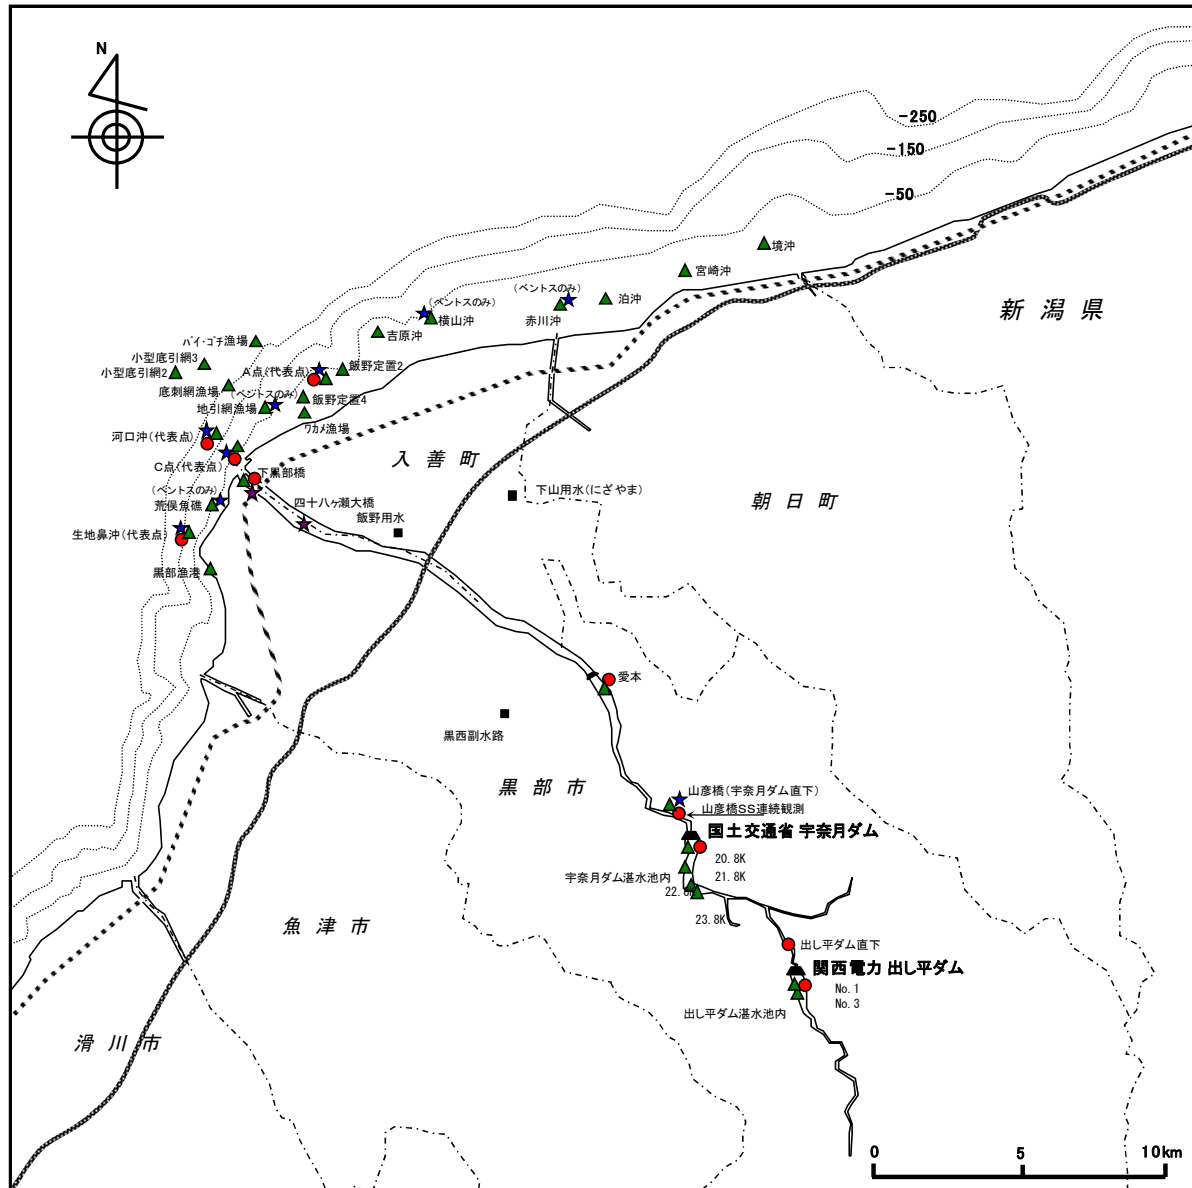 N
-250
-150
-50
境沖
宮崎沖
新潟県
泊沖
(ベントスのみ)
赤川沖
(ベントスのみ)
横山沖
吉原沖
バイ・ゴチ漁場
小型底引網3
小型底引網2
A点(代表点)
飯野定置2
底刺網漁場
(ベントスのみ)
地引網漁場
飯野定置4
ワカメ漁場
河口沖(代表点)
C点(代表点)
下黒部橋
入善町
朝日町
下山用水(にざやま)
四十八ヶ瀬大橋
飯野用水
(ベントスのみ)
荒俣魚礁
生地鼻沖(代表点)
黒部漁港
愛本
黒西副水路
黒部市
山彦橋(宇奈月ダム直下)
山彦橋SS連続観測
国土交通省 宇奈月ダム
20.8K
宇奈月ダム湛水池内
21.8K
22.8K
23.8K
魚津市
出し平ダム直下
関西電力 出し平ダム
No.1
No.3
出し平ダム湛水池内
滑川市
0 5 10km